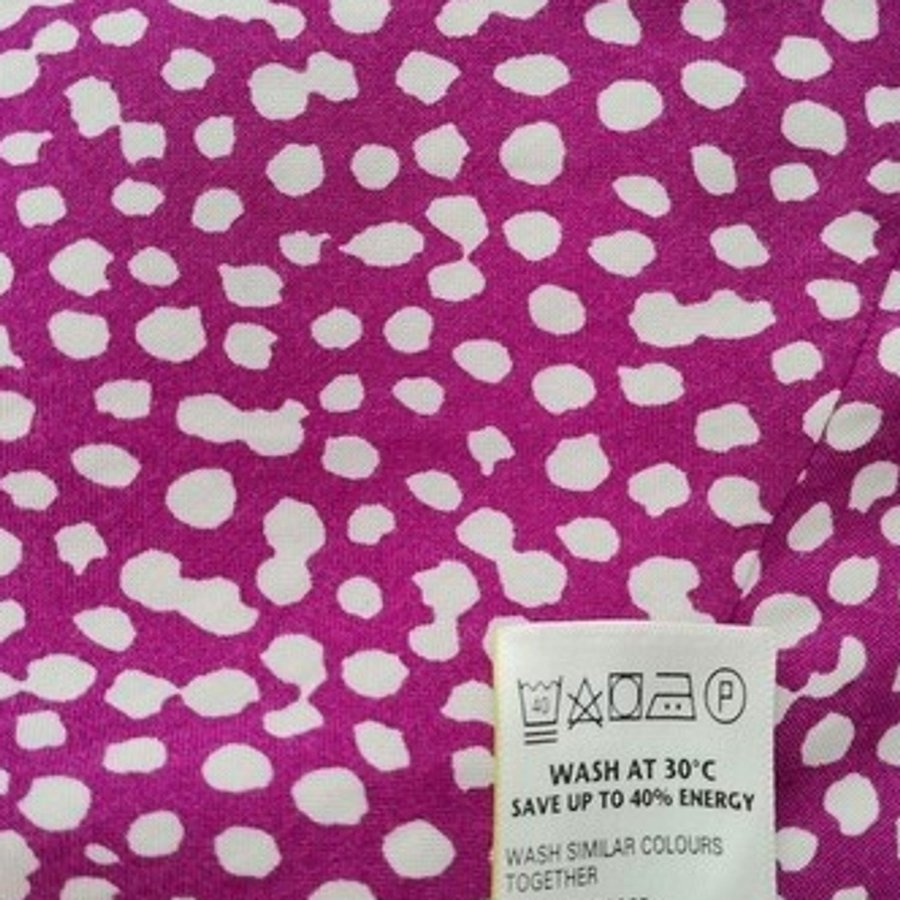 40 P
WASH AT 30°C
SAVE UP TO 40% ENERGY
WASH SIMILAR COLOURS
TOGETHER